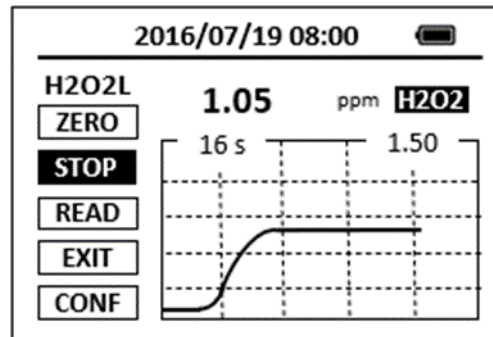 2016/07/19 08:00
H2O2L
1.05 ppm H2O2
ZERO
16 s 1.50
STOP
READ
EXIT
CONF